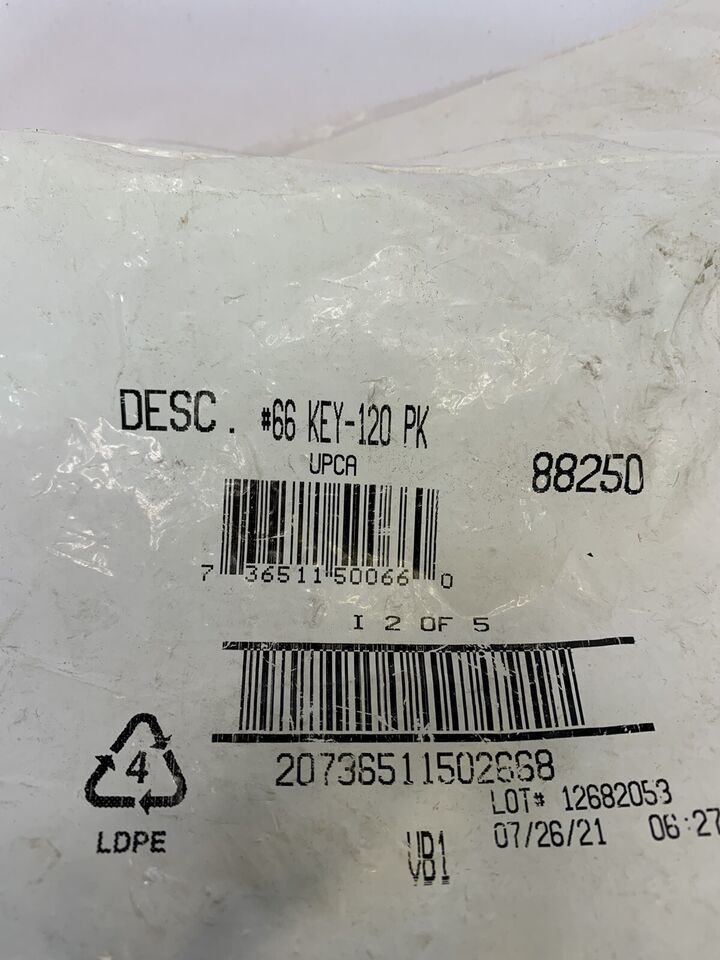 DESC. #66 KEY-120 PK
UPCA
88250
7 36511 50066 0
I 2 OF 5
20736511502668
4
LDPE
LOT# 12682053
07/26/21 06:27
VB1